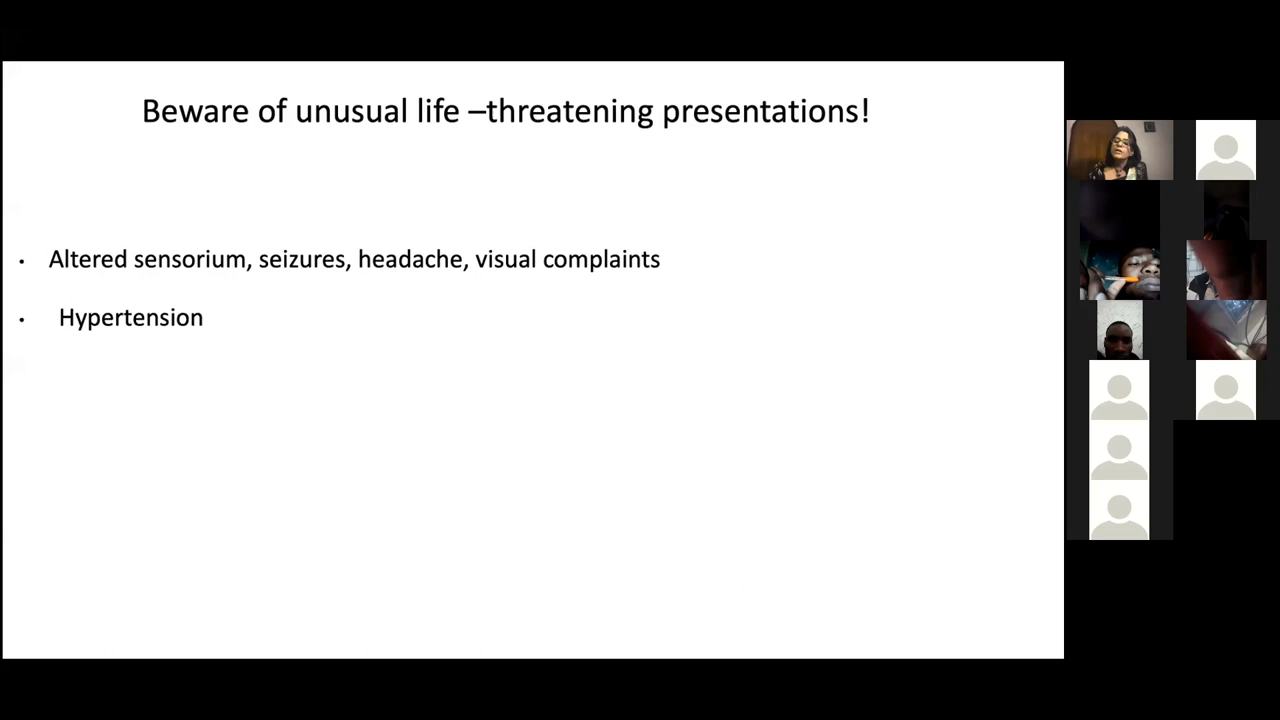 Beware of unusual life –threatening presentations!
• Altered sensorium, seizures, headache, visual complaints
• Hypertension